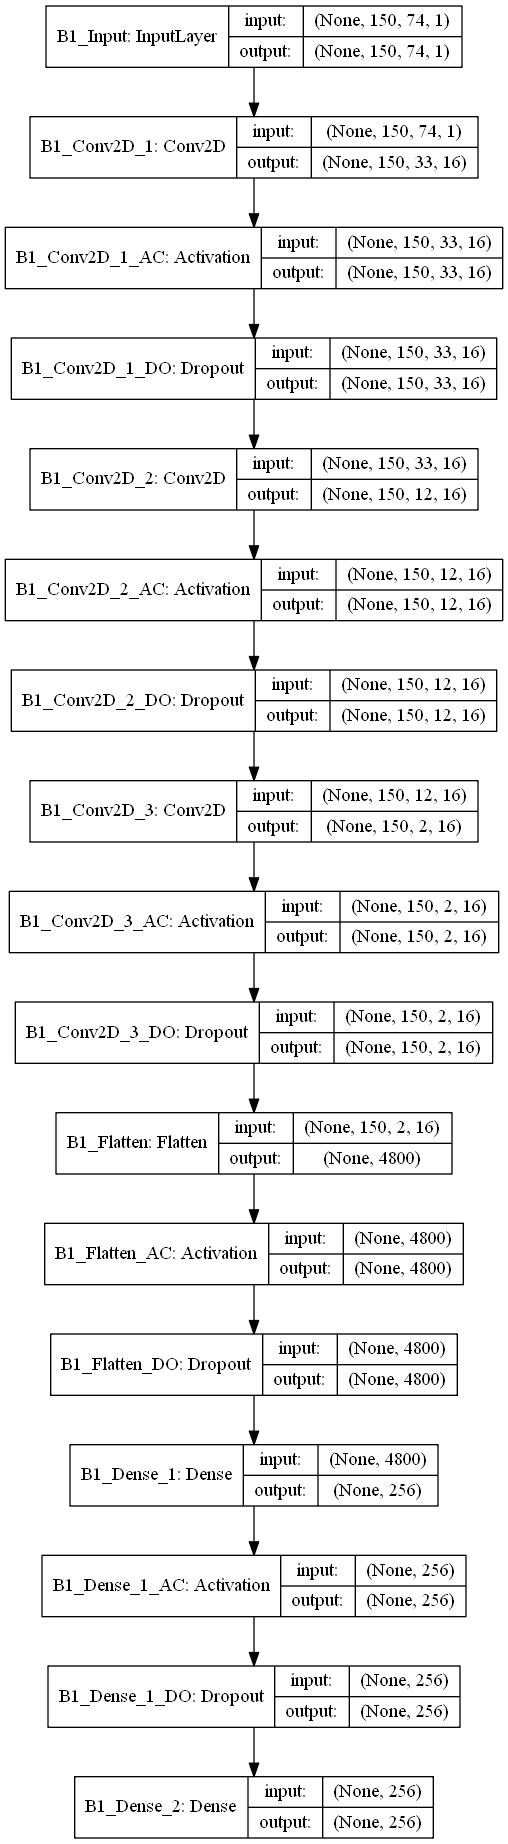 B1_Input: InputLayer
input: (None, 150, 74, 1)
output: (None, 150, 74, 1)
B1_Conv2D_1: Conv2D
input: (None, 150, 74, 1)
output: (None, 150, 33, 16)
B1_Conv2D_1_AC: Activation
input: (None, 150, 33, 16)
output: (None, 150, 33, 16)
B1_Conv2D_1_DO: Dropout
input: (None, 150, 33, 16)
output: (None, 150, 33, 16)
B1_Conv2D_2: Conv2D
input: (None, 150, 33, 16)
output: (None, 150, 12, 16)
B1_Conv2D_2_AC: Activation
input: (None, 150, 12, 16)
output: (None, 150, 12, 16)
B1_Conv2D_2_DO: Dropout
input: (None, 150, 12, 16)
output: (None, 150, 12, 16)
B1_Conv2D_3: Conv2D
input: (None, 150, 12, 16)
output: (None, 150, 2, 16)
B1_Conv2D_3_AC: Activation
input: (None, 150, 2, 16)
output: (None, 150, 2, 16)
B1_Conv2D_3_DO: Dropout
input: (None, 150, 2, 16)
output: (None, 150, 2, 16)
B1_Flatten: Flatten
input: (None, 150, 2, 16)
output: (None, 4800)
B1_Flatten_AC: Activation
input: (None, 4800)
output: (None, 4800)
B1_Flatten_DO: Dropout
input: (None, 4800)
output: (None, 4800)
B1_Dense_1: Dense
input: (None, 4800)
output: (None, 256)
B1_Dense_1_AC: Activation
input: (None, 256)
output: (None, 256)
B1_Dense_1_DO: Dropout
input: (None, 256)
output: (None, 256)
B1_Dense_2: Dense
input: (None, 256)
output: (None, 256)